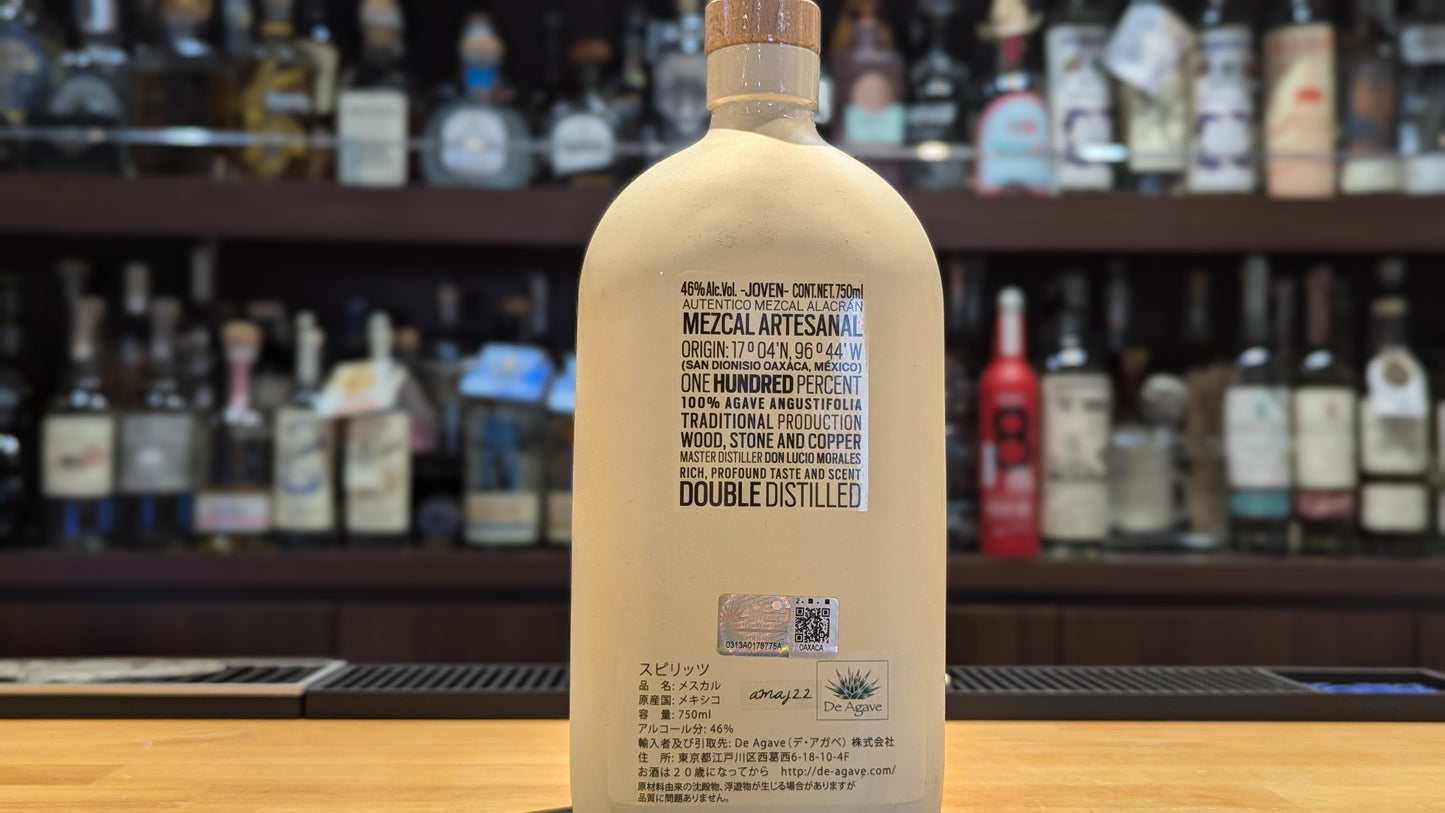 46%Alc.Vol. -JOVEN- CONT.NET.750ml
AUTENTICO MEZCAL ALACRÁN
MEZCAL ARTESANAL
ORIGIN: 17º 04'N, 96º 44' W
(SAN DIONISIO OAXACA, MÉXICO)
ONE HUNDRED PERCENT
100% AGAVE ANGUSTIFOLIA
TRADITIONAL PRODUCTION
WOOD, STONE AND COPPER
MASTER DISTILLER DON LUCIO MORALES
RICH, PROFOUND TASTE AND SCENT
DOUBLE DISTILLED
0313A0178775A
OAXACA
スピリッツ
品 名: メスカル
原産国: メキシコ
容 量: 750ml
アルコール分: 46%
amaj22
De Agave
輸入者及び引取先: De Agave (デ・アガベ) 株式会社
住 所: 東京都江戸川区西葛西6-18-10-4F
お酒は20歳になってから http://de-agave.com/
原材料由来の沈殿物、浮遊物が生じる場合がありますが
品質に問題ありません。